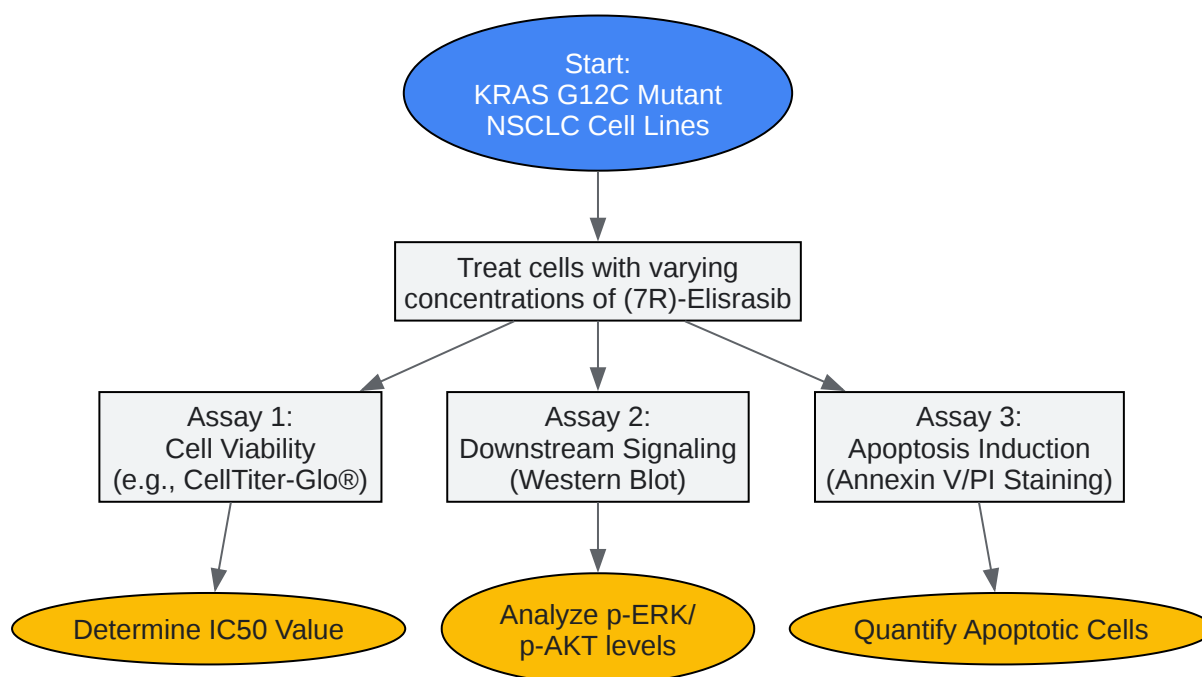 Start:
KRAS G12C Mutant
NSCLC Cell Lines
Treat cells with varying
concentrations of (7R)-Elisrasib
Assay 1:
Cell Viability
(e.g., CellTiter-Glo®)
Assay 2:
Downstream Signaling
(Western Blot)
Assay 3:
Apoptosis Induction
(Annexin V/PI Staining)
Determine IC50 Value
Analyze p-ERK/
p-AKT levels
Quantify Apoptotic Cells